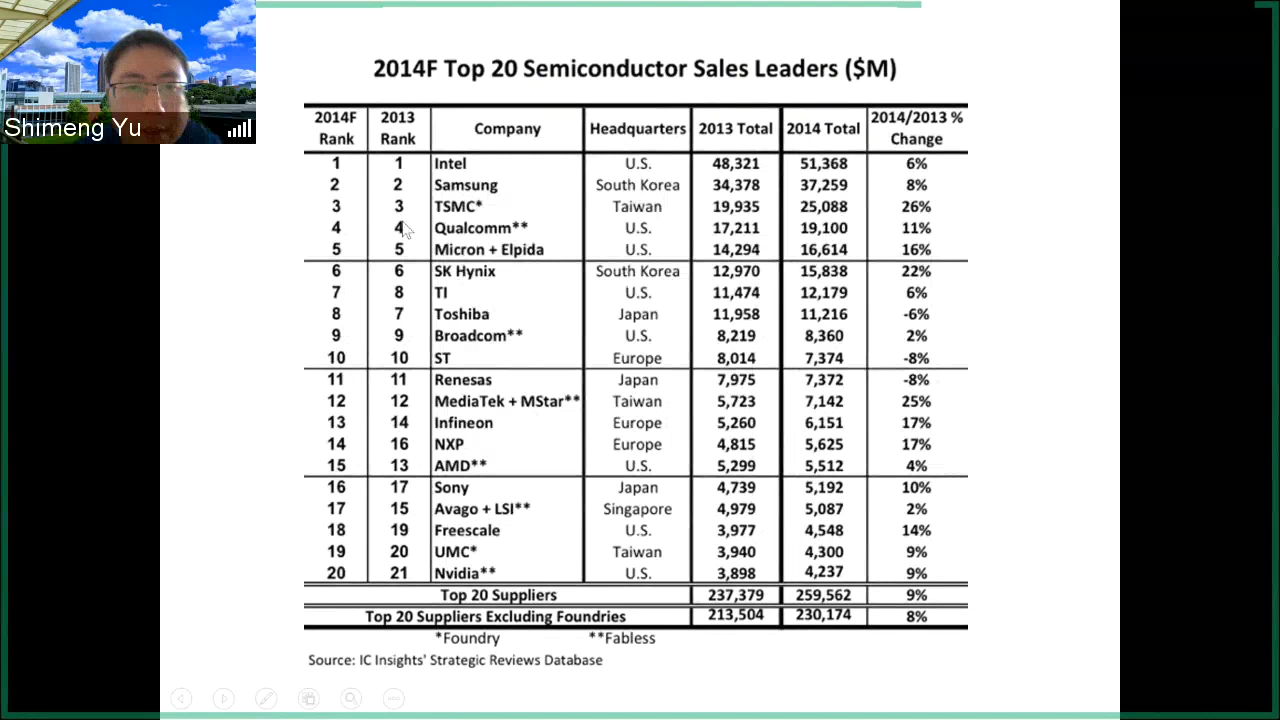 Shimeng Yu
2014F Top 20 Semiconductor Sales Leaders ($M)
2014F Rank 2013 Rank Company Headquarters 2013 Total 2014 Total 2014/2013 % Change
1 1 Intel U.S. 48,321 51,368 6%
2 2 Samsung South Korea 34,378 37,259 8%
3 3 TSMC* Taiwan 19,935 25,088 26%
4 4 Qualcomm** U.S. 17,211 19,100 11%
5 5 Micron + Elpida U.S. 14,294 16,614 16%
6 6 SK Hynix South Korea 12,970 15,838 22%
7 8 TI U.S. 11,474 12,179 6%
8 7 Toshiba Japan 11,958 11,216 -6%
9 9 Broadcom** U.S. 8,219 8,360 2%
10 10 ST Europe 8,014 7,374 -8%
11 11 Renesas Japan 7,975 7,372 -8%
12 12 MediaTek + MStar** Taiwan 5,723 7,142 25%
13 14 Infineon Europe 5,260 6,151 17%
14 16 NXP Europe 4,815 5,625 17%
15 13 AMD** U.S. 5,299 5,512 4%
16 17 Sony Japan 4,739 5,192 10%
17 15 Avago + LSI** Singapore 4,979 5,087 2%
18 19 Freescale U.S. 3,977 4,548 14%
19 20 UMC* Taiwan 3,940 4,300 9%
20 21 Nvidia** U.S. 3,898 4,237 9%
Top 20 Suppliers 237,379 259,562 9%
Top 20 Suppliers Excluding Foundries 213,504 230,174 8%
*Foundry **Fabless
Source: IC Insights' Strategic Reviews Database